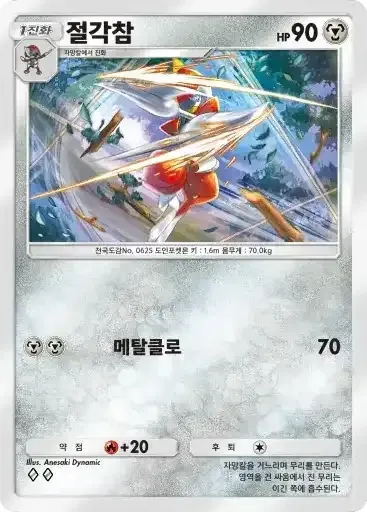 1진화
절각참
HP 90
자망칼에서 진화
전국도감No. 0625 도인포켓몬 키 : 1.6m 몸무게 : 70.0kg
메탈클로 70
약점 +20 후퇴
Illus. Anesaki Dynamic
자망칼을 거느리며 무리를 만든다.
영역을 건 싸움에서 진 무리는
이긴 쪽에 흡수된다.